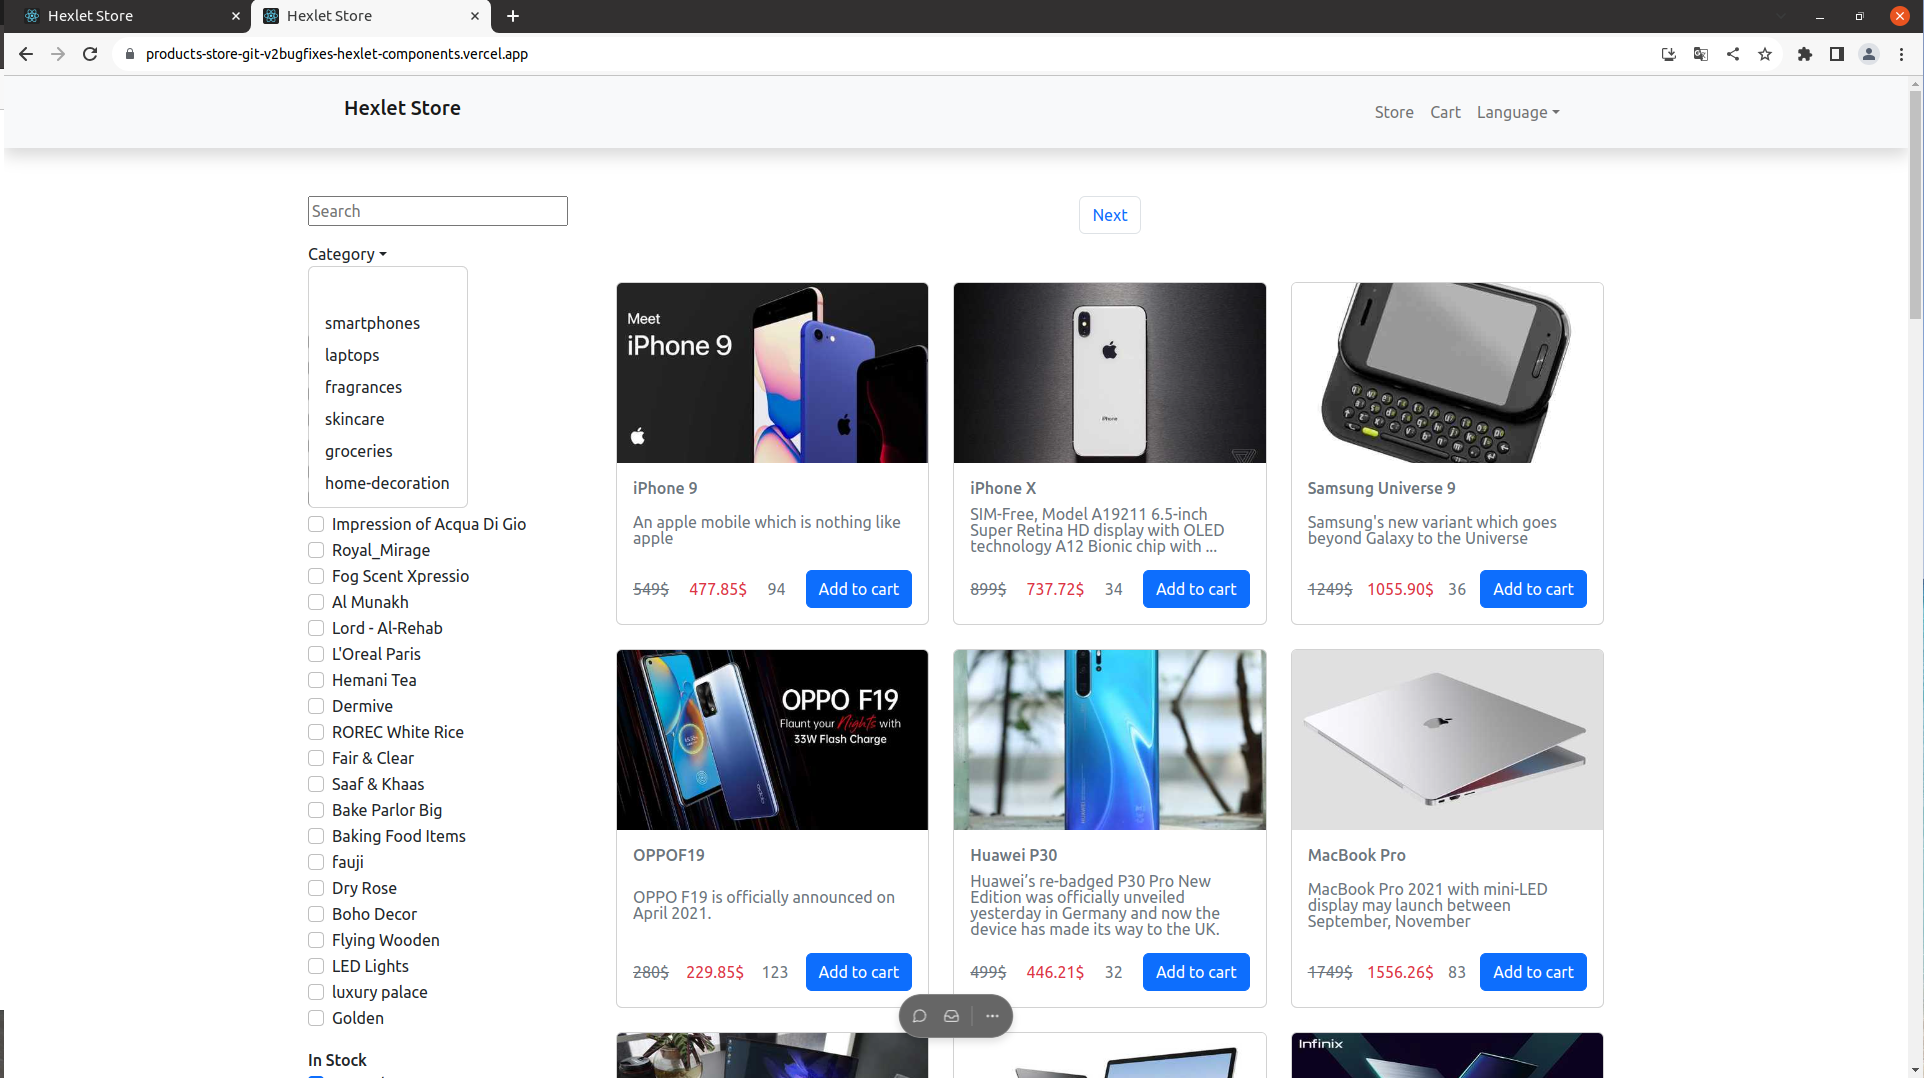 Hexlet Store
Hexlet Store
products-store-git-v2bugfixes-hexlet-components.vercel.app
Hexlet Store
Store
Cart
Language
Search
Next
Category
smartphones
laptops
fragrances
skincare
groceries
home-decoration
Impression of Acqua Di Gio
Royal_Mirage
Fog Scent Xpressio
Al Munakh
Lord - Al-Rehab
L'Oreal Paris
Hemani Tea
Dermive
ROREC White Rice
Fair & Clear
Saaf & Khaas
Bake Parlor Big
Baking Food Items
fauji
Dry Rose
Boho Decor
Flying Wooden
LED Lights
luxury palace
Golden
In Stock
Meet
iPhone 9
iPhone 9
An apple mobile which is nothing like
apple
549$ 477.85$ 94 Add to cart
iPhone
iPhone X
SIM-Free, Model A19211 6.5-inch
Super Retina HD display with OLED
technology A12 Bionic chip with ...
899$ 737.72$ 34 Add to cart
Samsung Universe 9
Samsung's new variant which goes
beyond Galaxy to the Universe
1249$ 1055.90$ 36 Add to cart
OPPO F19
Flaunt your Nights with
33W Flash Charge
OPPOF19
OPPO F19 is officially announced on
April 2021.
280$ 229.85$ 123 Add to cart
Huawei P30
Huawei’s re-badged P30 Pro New
Edition was officially unveiled
yesterday in Germany and now the
device has made its way to the UK.
499$ 446.21$ 32 Add to cart
MacBook Pro
MacBook Pro 2021 with mini-LED
display may launch between
September, November
1749$ 1556.26$ 83 Add to cart
Infinix